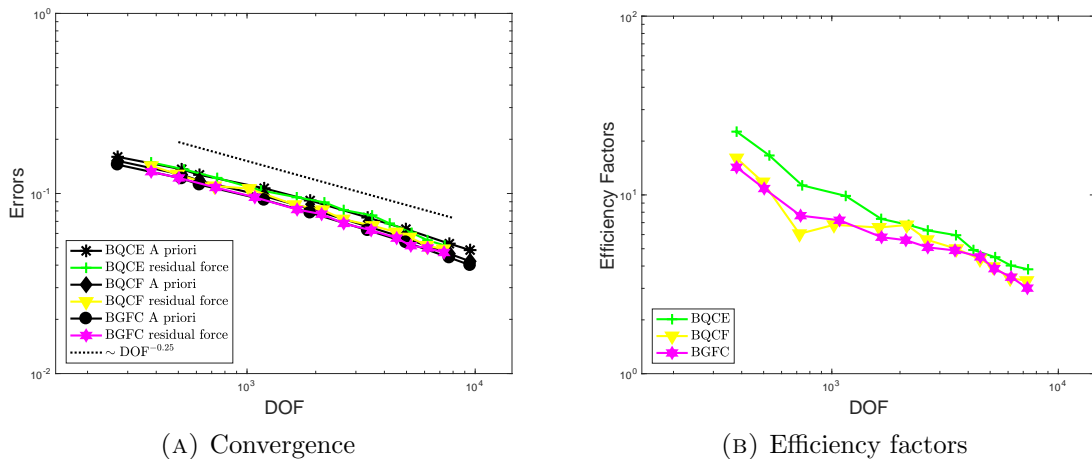 10^0
10^-1
10^-2
Errors
BQCE A priori
BQCE residual force
BQCF A priori
BQCF residual force
BGFC A priori
BGFC residual force
~ DOF^-0.25
10^3
10^4
DOF
(A) Convergence
10^2
10^1
10^0
Efficiency Factors
BQCE
BQCF
BGFC
10^3
10^4
DOF
(B) Efficiency factors